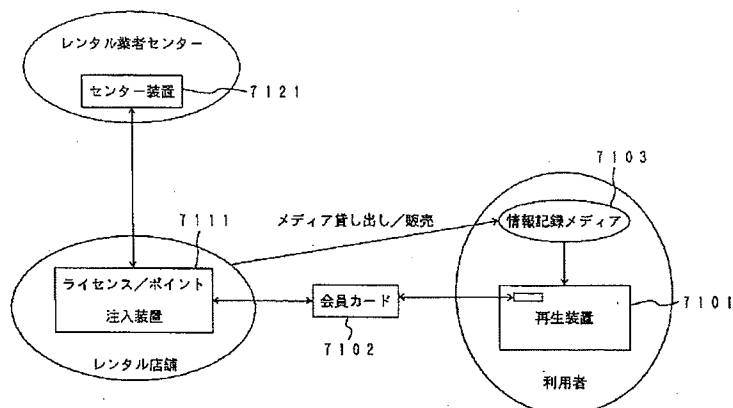 レンタル業者センター
センター装置
7121
7103
7111
メディア貸し出し／販売
情報記録メディア
ライセンス／ポイント
注入装置
会員カード
再生装置
7101
7102
レンタル店舗
利用者